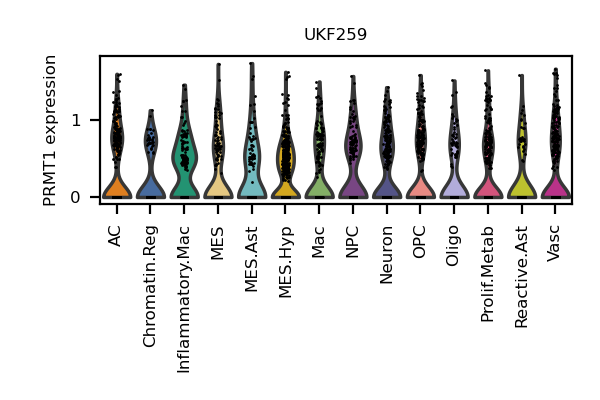 UKF259
PRMT1 expression
1
0
AC
Chromatin.Reg
Inflammatory.Mac
MES
MES.Ast
MES.Hyp
Mac
NPC
Neuron
OPC
Oligo
Prolif.Metab
Reactive.Ast
Vasc